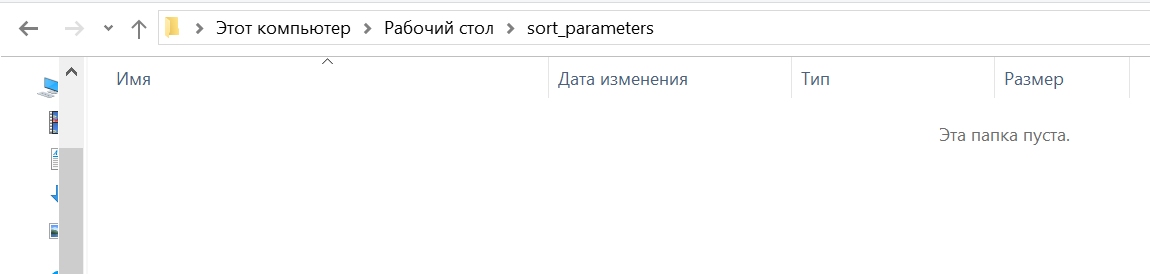 Этот компьютер Рабочий стол sort_parameters
Имя Дата изменения Тип Размер
Эта папка пуста.